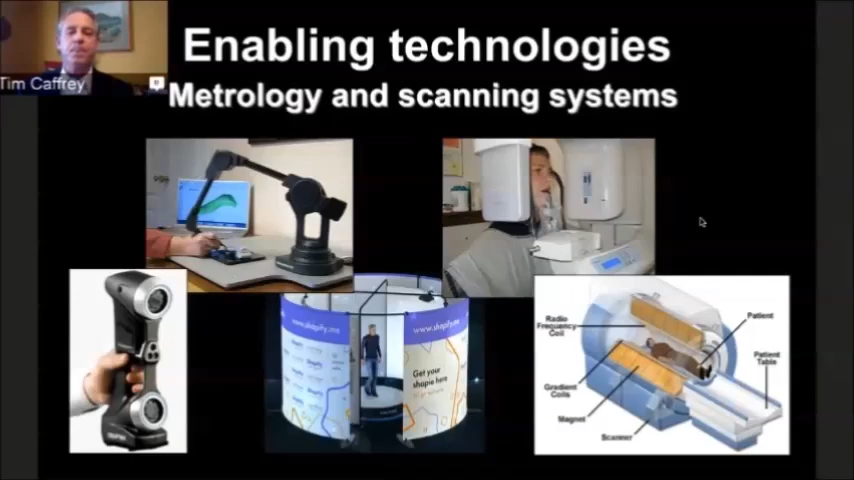 Enabling technologies
Tim Caffrey
Metrology and scanning systems
www.shapify.me
www.shapify.me
Get your
shapie here
Radio
Frequency
Coil
Patient
Patient
Table
Gradient
Coils
Magnet
Scanner